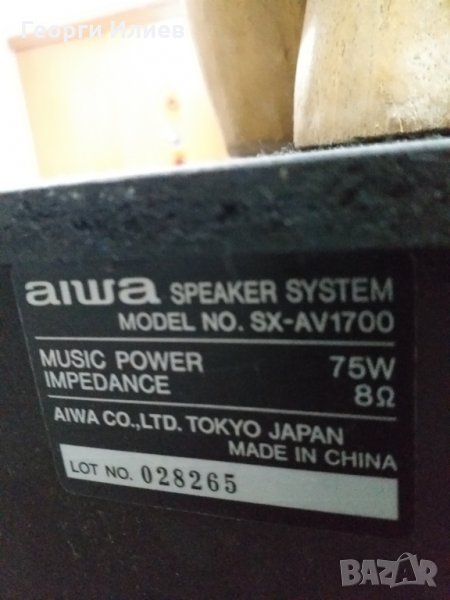 Георги Илиев
aiwa SPEAKER SYSTEM
MODEL NO. SX-AV1700
MUSIC POWER 75W
IMPEDANCE 8Ω
AIWA CO.,LTD. TOKYO JAPAN
MADE IN CHINA
LOT NO. 028265
BAZAR